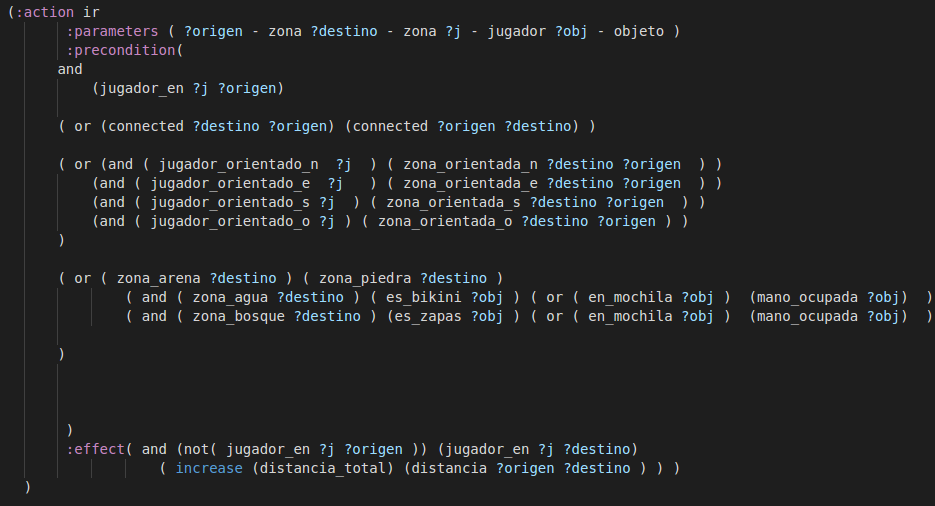 (:action ir
:parameters ( ?origen - zona ?destino - zona ?j - jugador ?obj - objeto )
:precondition(
and
(jugador_en ?j ?origen)
( or (connected ?destino ?origen) (connected ?origen ?destino) )
( or (and ( jugador_orientado_n  ?j  ) ( zona_orientada_n ?destino ?origen  ) )
(and ( jugador_orientado_e  ?j   ) ( zona_orientada_e ?destino ?origen  ) )
(and ( jugador_orientado_s ?j  ) ( zona_orientada_s ?destino ?origen  ) )
(and ( jugador_orientado_o ?j ) ( zona_orientada_o ?destino ?origen ) )
)
( or ( zona_arena ?destino ) ( zona_piedra ?destino )
( and ( zona_agua ?destino ) ( es_bikini ?obj ) ( or ( en_mochila ?obj )  (mano_ocupada ?obj)  )
( and ( zona_bosque ?destino ) (es_zapas ?obj ) ( or ( en_mochila ?obj )  (mano_ocupada ?obj)  )
)
)
:effect( and (not( jugador_en ?j ?origen )) (jugador_en ?j ?destino)
( increase (distancia_total) (distancia ?origen ?destino ) ) )
)